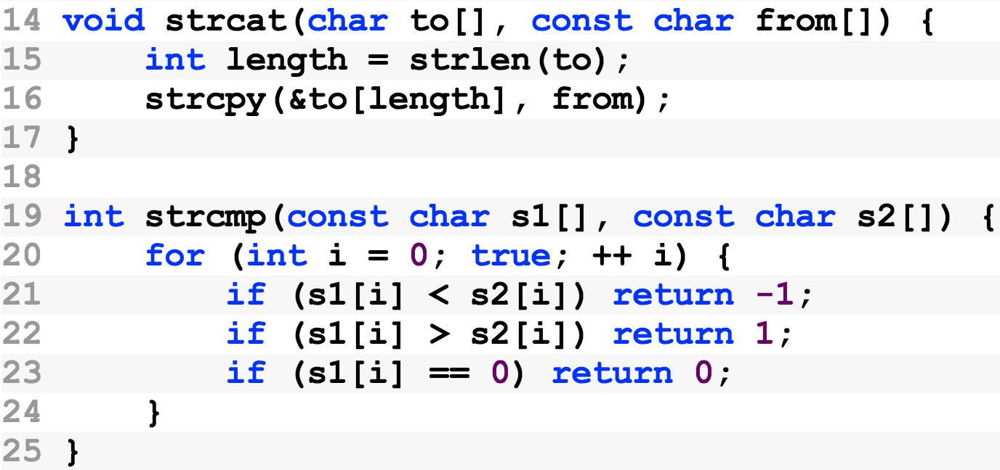 14 void strcat(char to[], const char from[]) {
15     int length = strlen(to);
16     strcpy(&to[length], from);
17 }
18
19 int strcmp(const char s1[], const char s2[]) {
20     for (int i = 0; true; ++ i) {
21         if (s1[i] < s2[i]) return -1;
22         if (s1[i] > s2[i]) return 1;
23         if (s1[i] == 0) return 0;
24     }
25 }